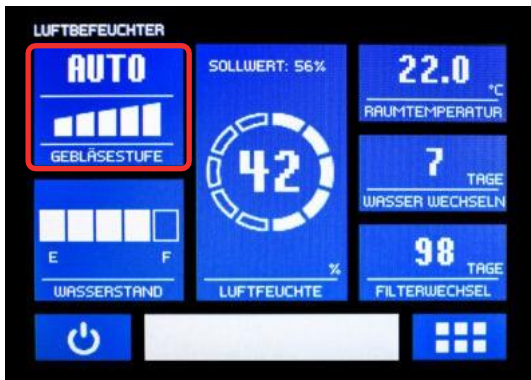 LUFTBEFEUCHTER
AUTO
GEBLÄSESTUFE
E F
WASSERSTAND
SOLLWERT: 56%
42
%
LUFTFEUCHTE
22.0 °C
RAUMTEMPERATUR
7 TAGE
WASSER WECHSELN
98 TAGE
FILTERWECHSEL